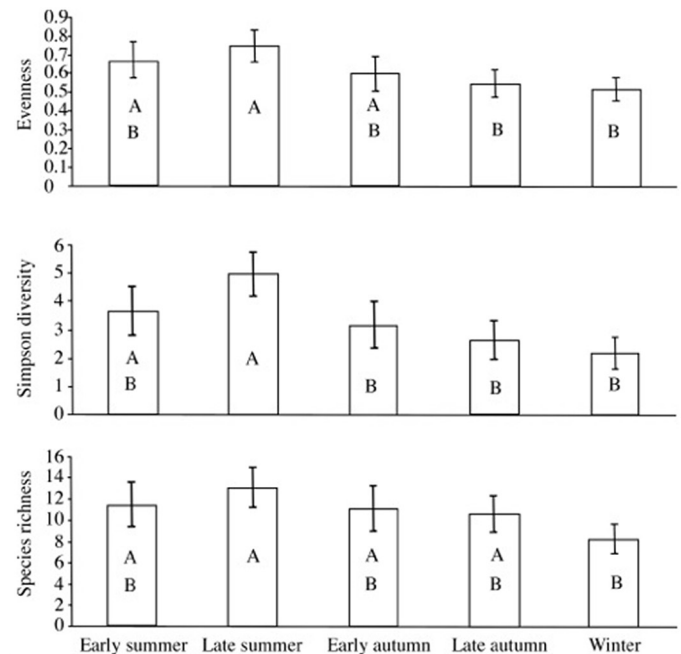 Evenness
0.9
0.8
0.7
0.6
0.5
0.4
0.3
0.2
0.1
0
A
B
A
A
B
B
B
Simpson diversity
6
5
4
3
2
1
0
A
B
A
B
B
B
Species richness
16
14
12
10
8
6
4
2
0
A
B
A
A
B
A
B
B
Early summer Late summer Early autumn Late autumn Winter